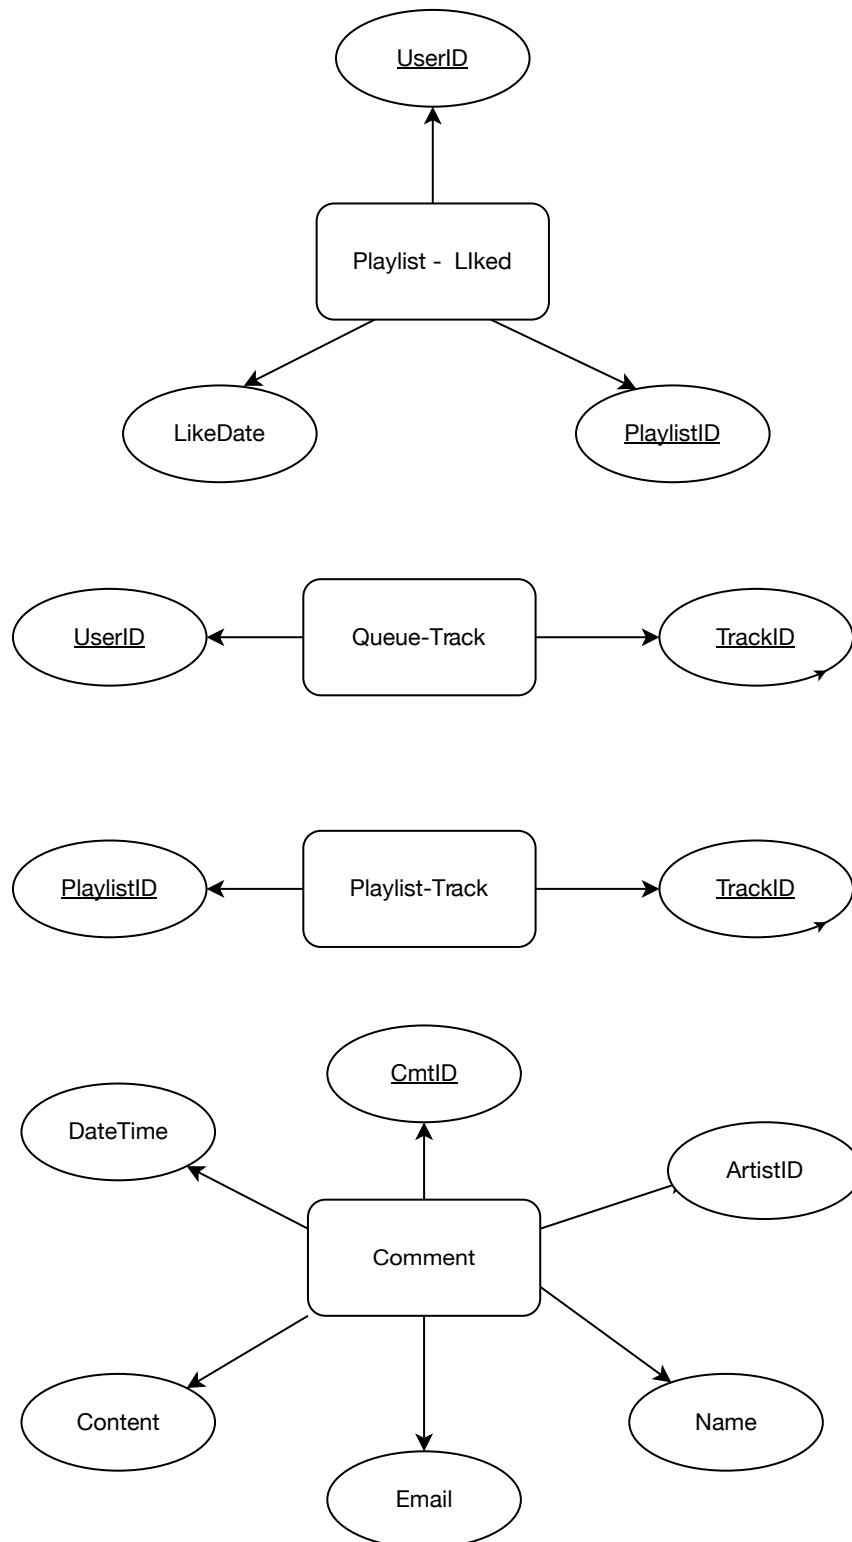 UserID
Playlist -  LIked
LikeDate
PlaylistID
UserID
Queue-Track
TrackID
PlaylistID
Playlist-Track
TrackID
CmtID
DateTime
ArtistID
Comment
Content
Name
Email